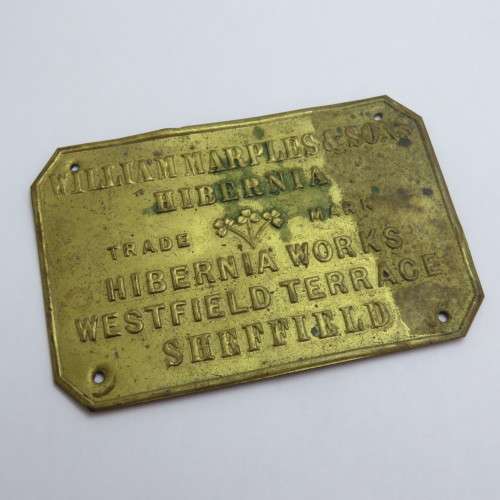 WILLIAM MARPLES & SONS
HIBERNIA
TRADE MARK
HIBERNIA WORKS
WESTFIELD TERRACE
SHEFFIELD